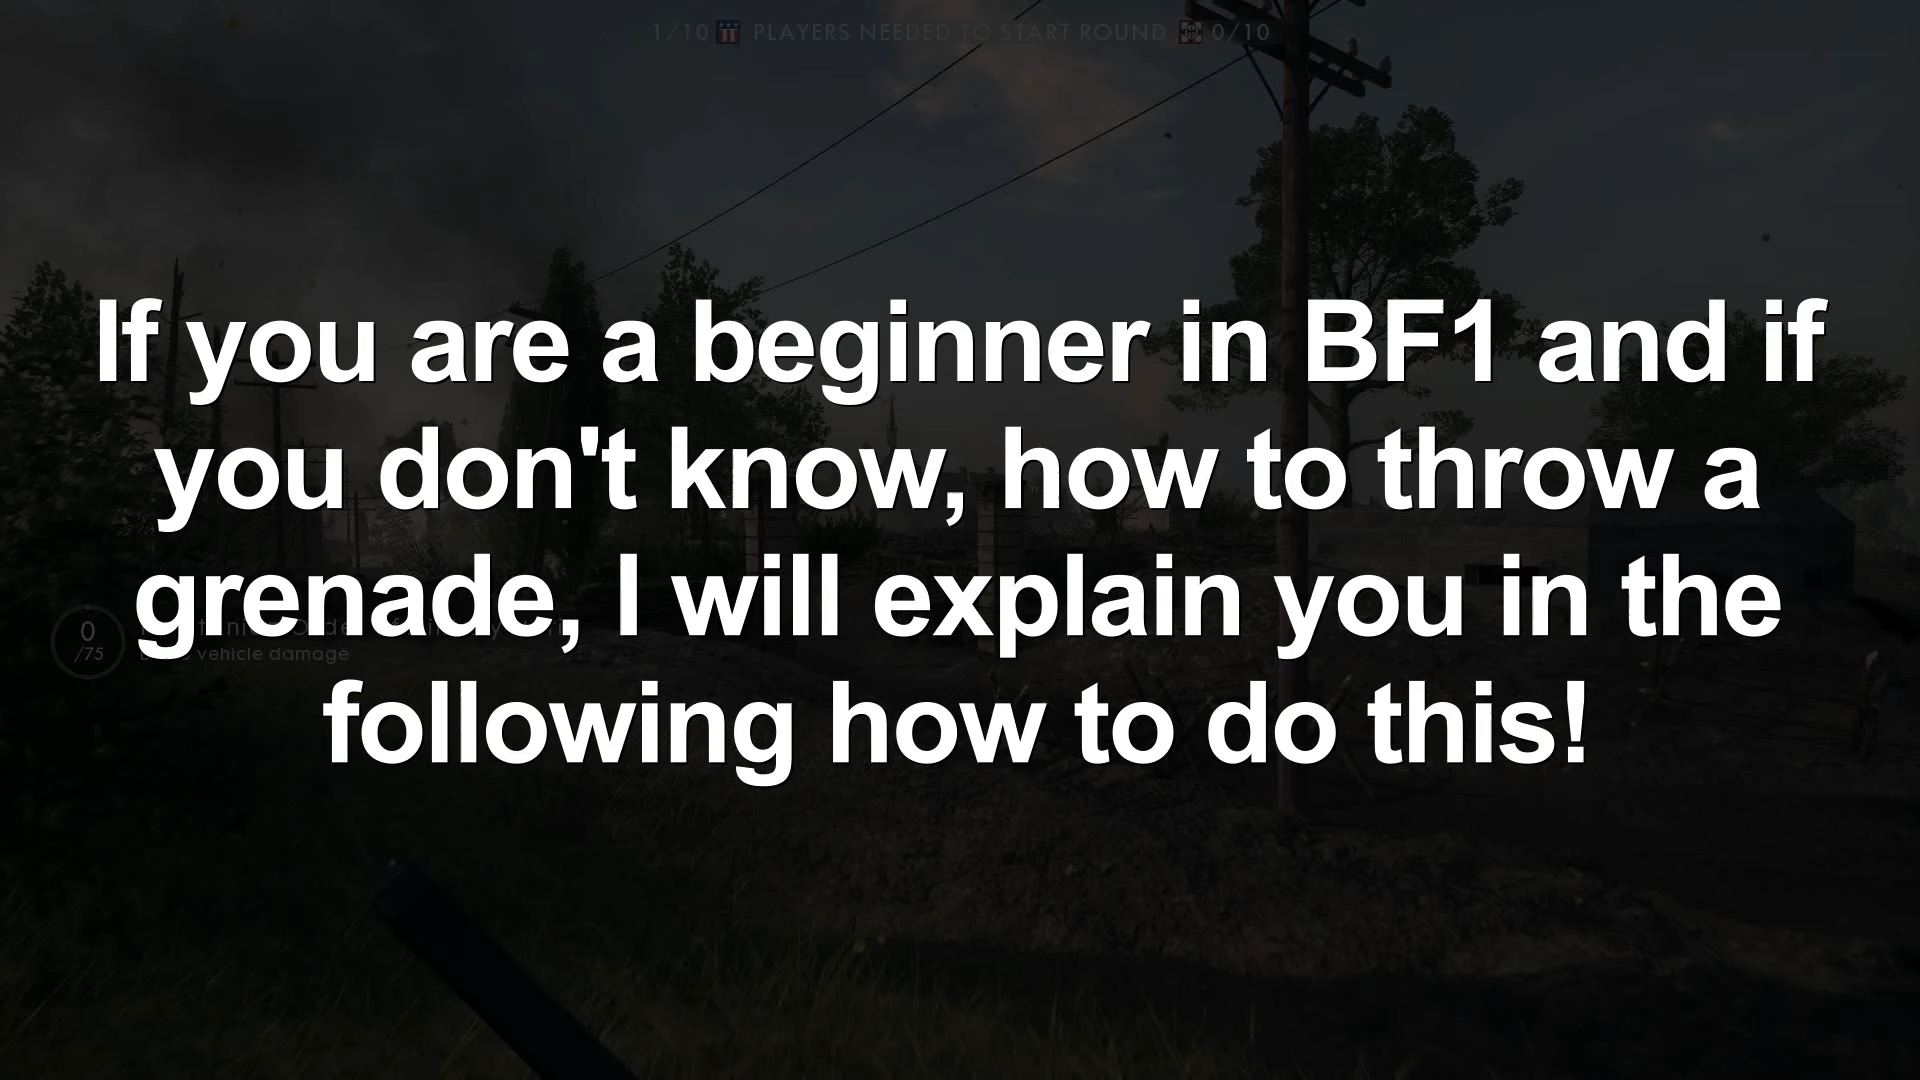 1/10 PLAYERS NEEDED TO START ROUND 0/10
If you are a beginner in BF1 and if
you don't know, how to throw a
grenade, I will explain you in the
following how to do this!
0
/75
vehicle damage